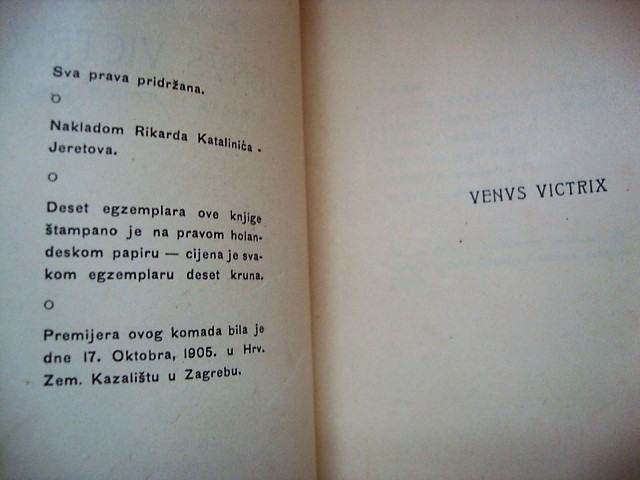 Sva prava pridržana.
Nakladom Rikarda Katalinića-
Jeretova.
Deset egzemplara ove knjige
štampano je na pravom holan-
deskom papiru — cijena je sva-
kom egzemplaru deset kruna.
Premijera ovog komada bila je
dne 17. Oktobra, 1905. u Hrv.
Zem. Kazalištu u Zagrebu.
VENVS VICTRIX